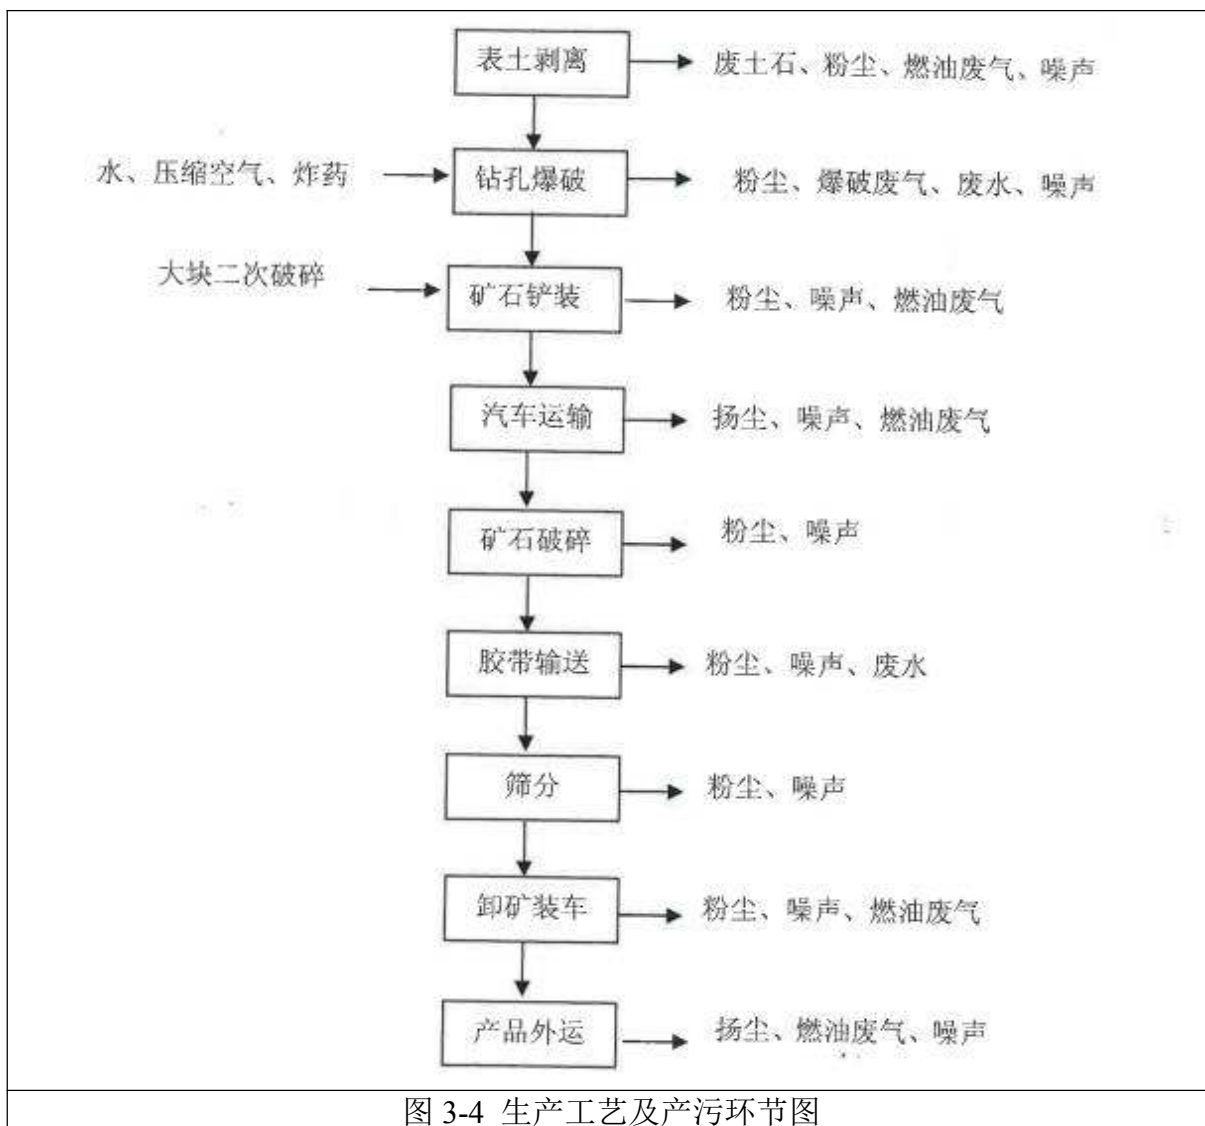 表土剥离 废土石、粉尘、燃油废气、噪声
水、压缩空气、炸药 钻孔爆破 粉尘、爆破废气、废水、噪声
大块二次破碎 矿石铲装 粉尘、噪声、燃油废气
汽车运输 扬尘、噪声、燃油废气
矿石破碎 粉尘、噪声
胶带输送 粉尘、噪声、废水
筛分 粉尘、噪声
卸矿装车 粉尘、噪声、燃油废气
产品外运 扬尘、燃油废气、噪声
图 3-4 生产工艺及产污环节图